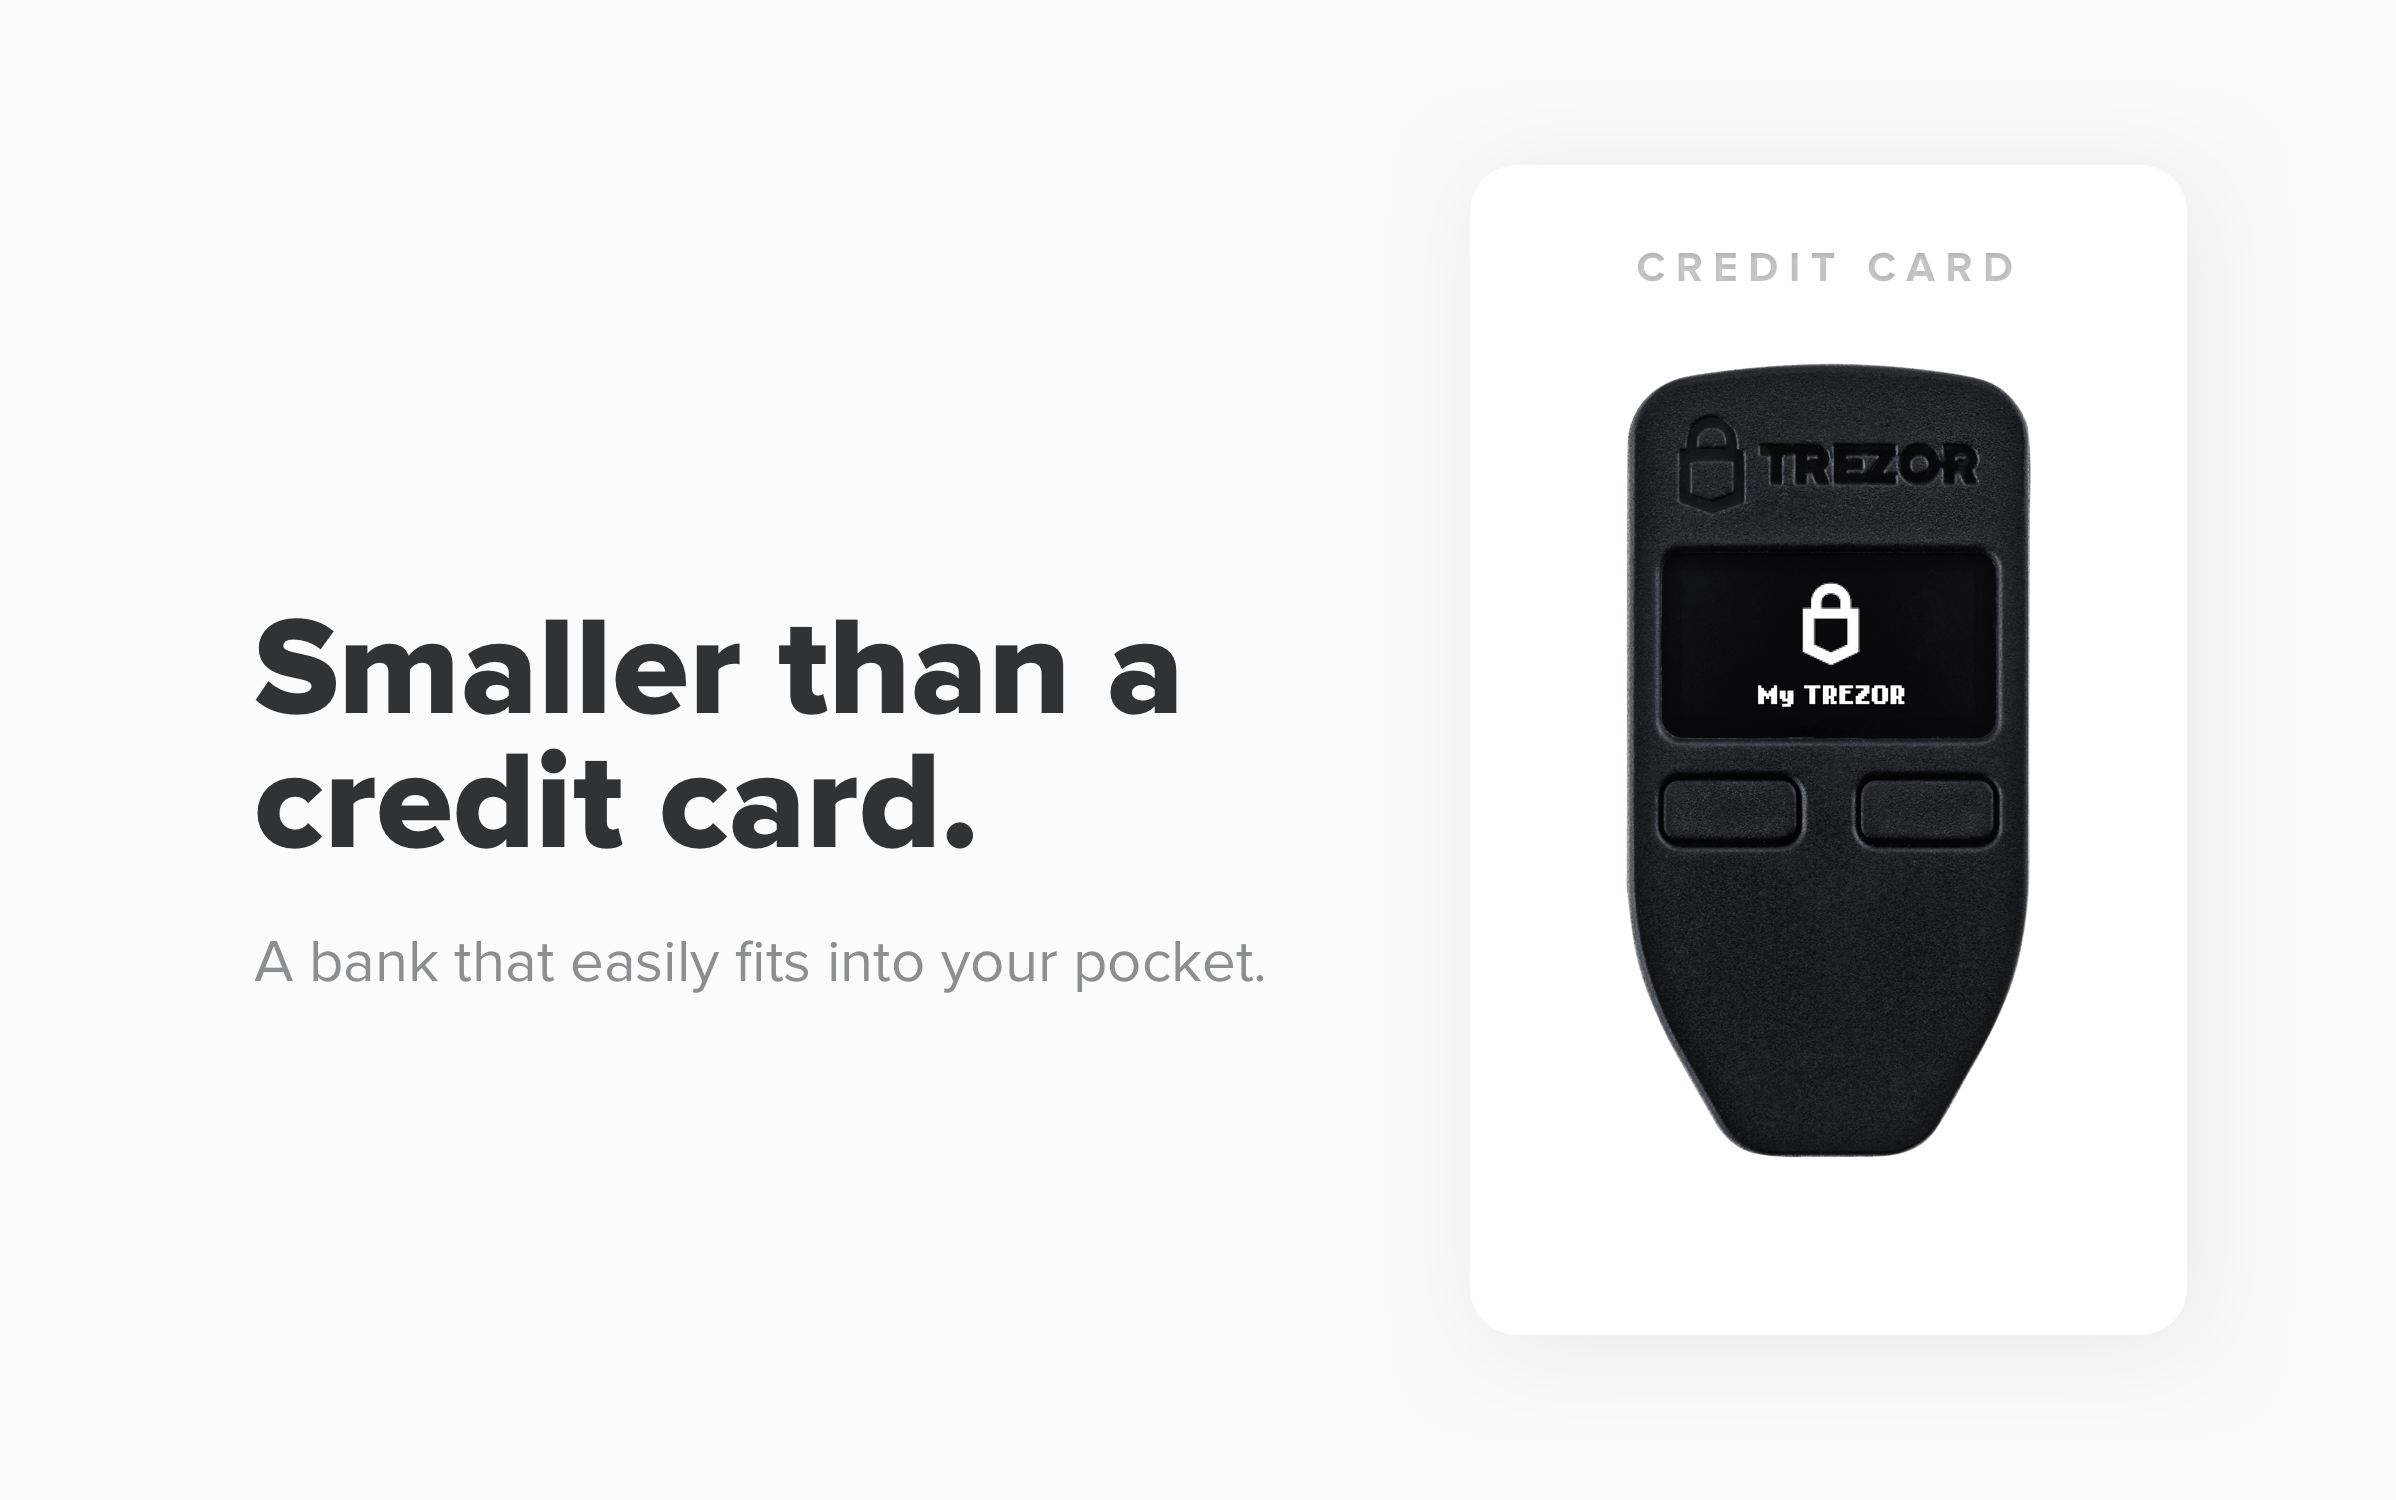 Smaller than a
credit card.
A bank that easily fits into your pocket.
CREDIT CARD
TREZOR
My TREZOR